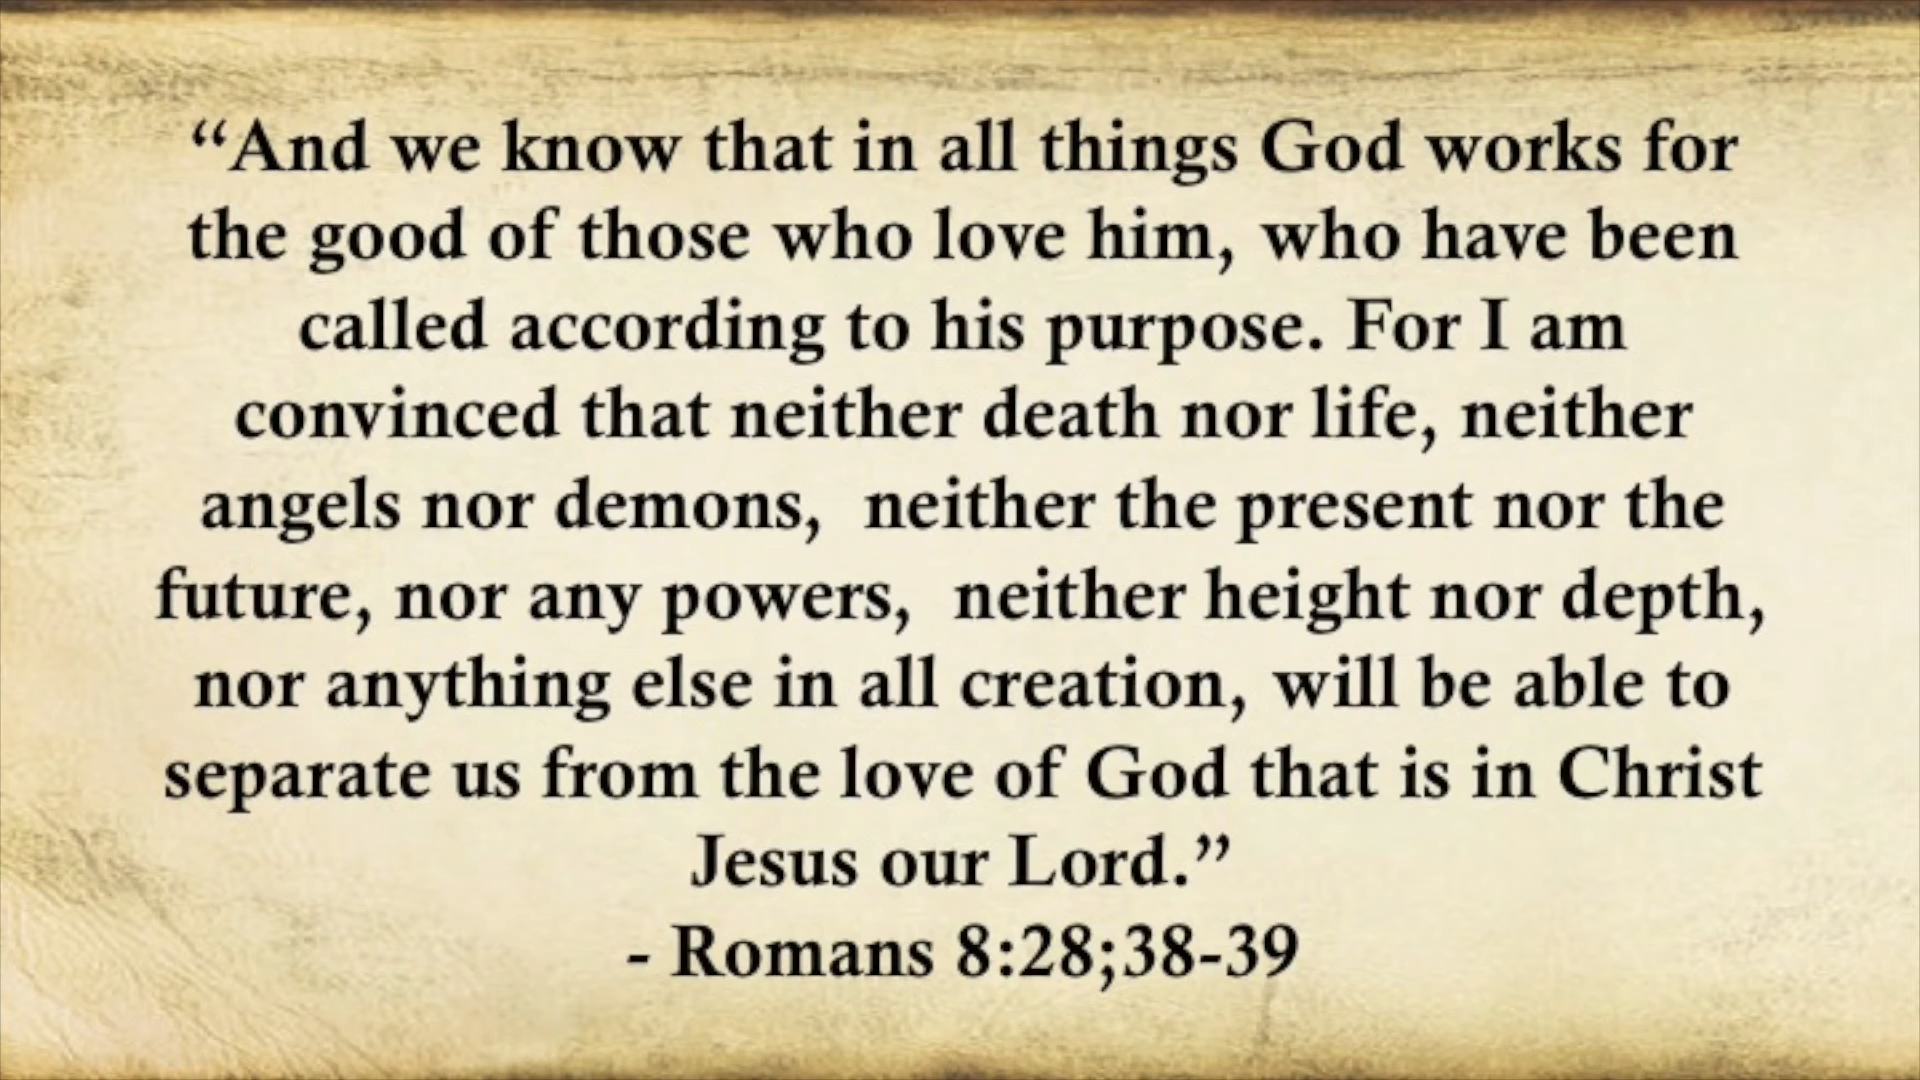 “And we know that in all things God works for
the good of those who love him, who have been
called according to his purpose. For I am
convinced that neither death nor life, neither
angels nor demons,  neither the present nor the
future, nor any powers,  neither height nor depth,
nor anything else in all creation, will be able to
separate us from the love of God that is in Christ
Jesus our Lord.”
- Romans 8:28;38-39